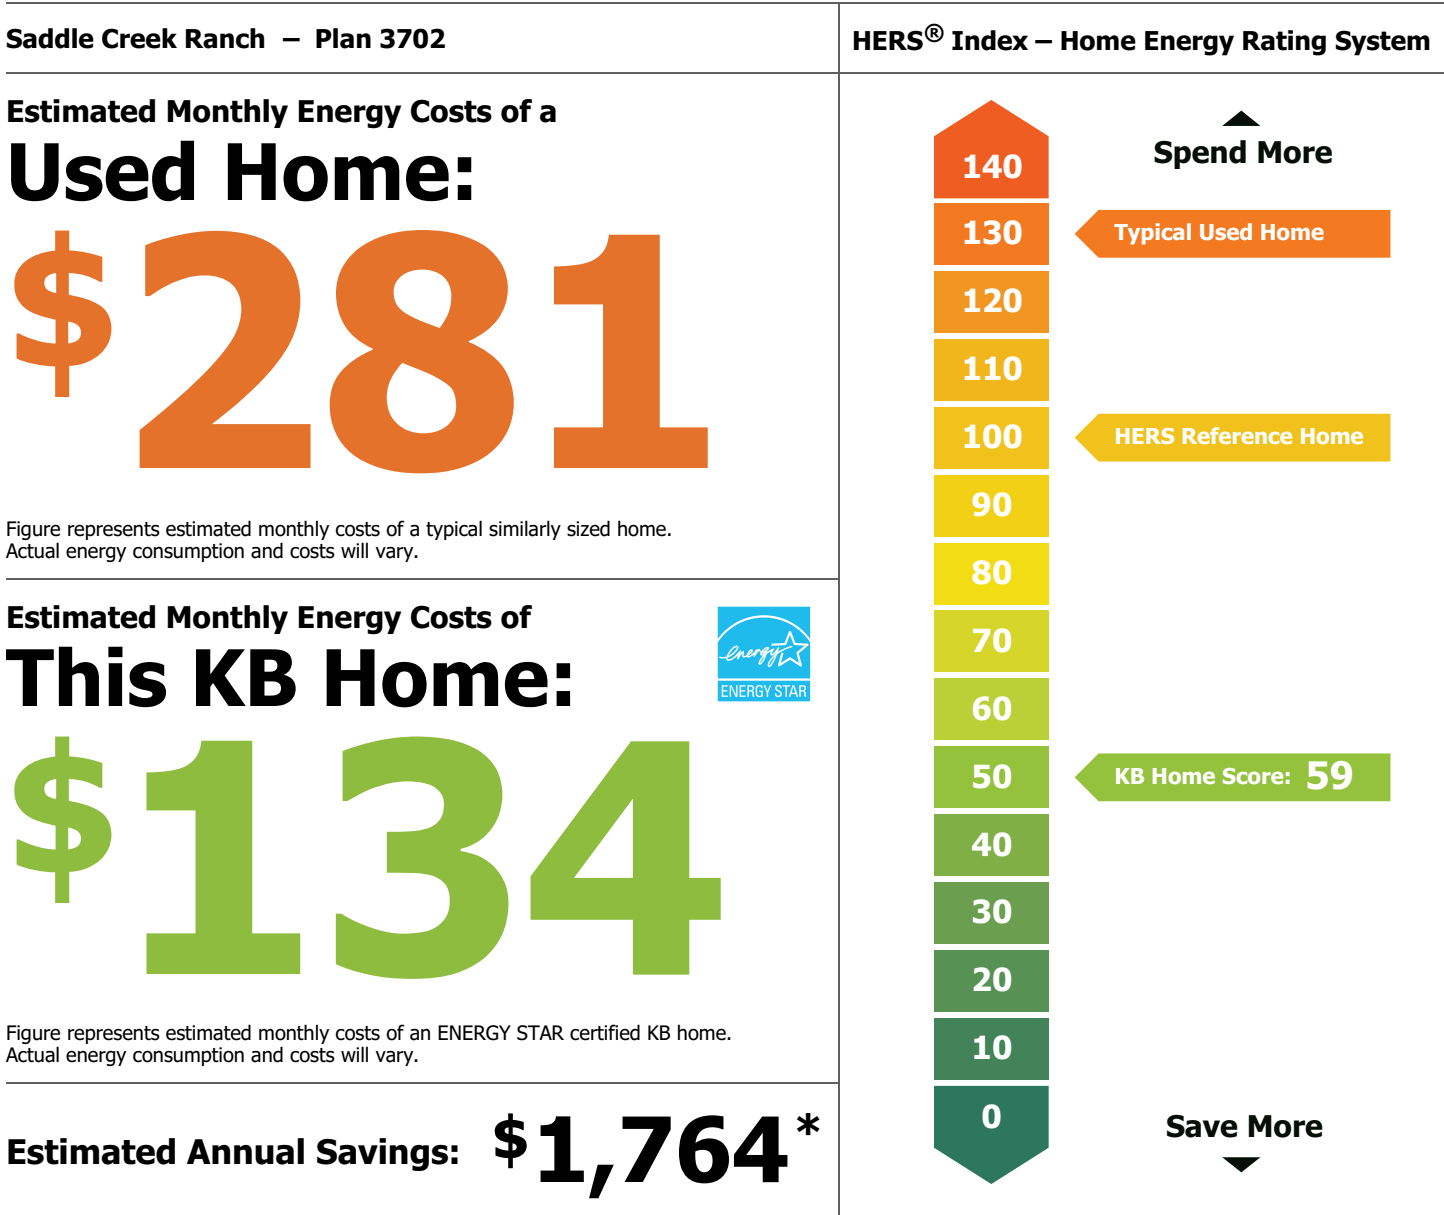 Saddle Creek Ranch – Plan 3702
Estimated Monthly Energy Costs of a
Used Home:
$281
Figure represents estimated monthly costs of a typical similarly sized home.
Actual energy consumption and costs will vary.
Estimated Monthly Energy Costs of
This KB Home:
energy
ENERGY STAR
$134
Figure represents estimated monthly costs of an ENERGY STAR certified KB home.
Actual energy consumption and costs will vary.
Estimated Annual Savings: $1,764*
HERS® Index – Home Energy Rating System
Spend More
140
130 Typical Used Home
120
110
100 HERS Reference Home
90
80
70
60
50 KB Home Score: 59
40
30
20
10
0
Save More